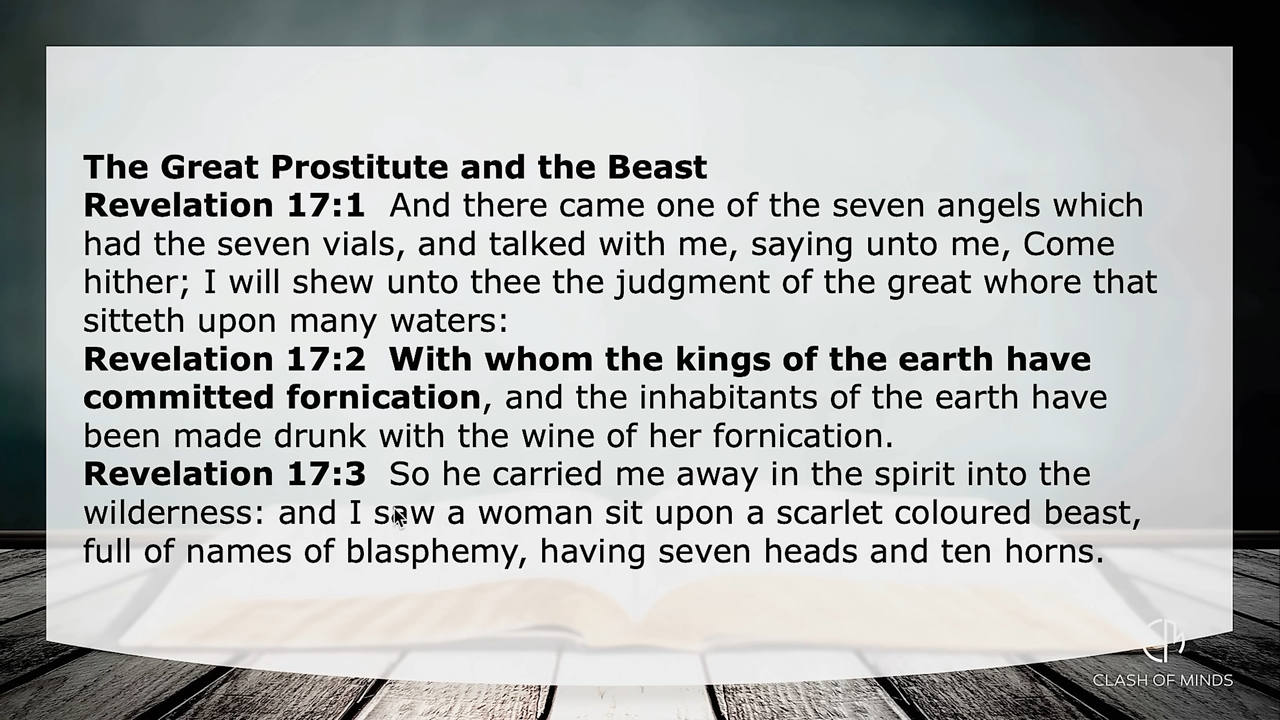 The Great Prostitute and the Beast
Revelation 17:1  And there came one of the seven angels which
had the seven vials, and talked with me, saying unto me, Come
hither; I will shew unto thee the judgment of the great whore that
sitteth upon many waters:
Revelation 17:2  With whom the kings of the earth have
committed fornication, and the inhabitants of the earth have
been made drunk with the wine of her fornication.
Revelation 17:3  So he carried me away in the spirit into the
wilderness: and I saw a woman sit upon a scarlet coloured beast,
full of names of blasphemy, having seven heads and ten horns.
CLASH OF MINDS